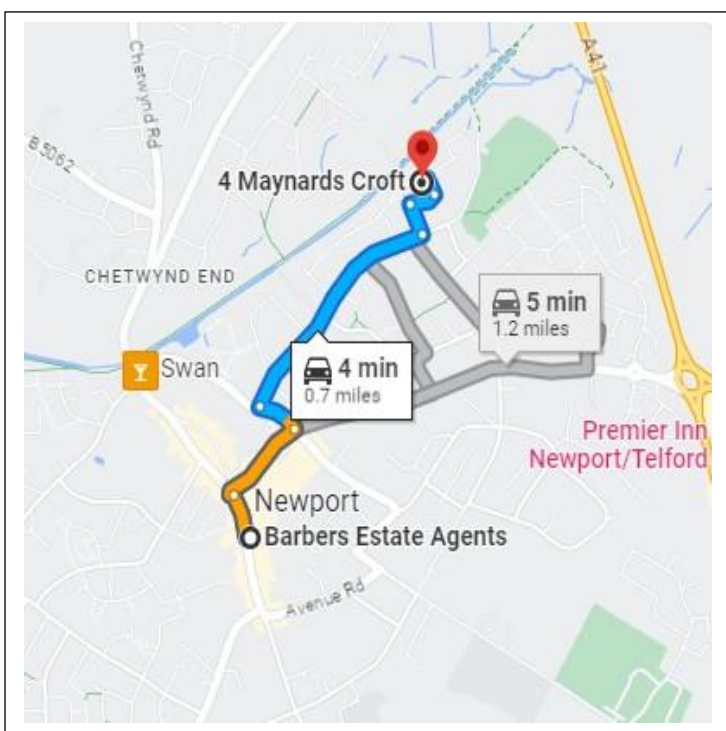 Chetwynd Rd
A41
B5062
4 Maynards Croft
CHETWYND END
5 min
1.2 miles
Swan
4 min
0.7 miles
Premier Inn
Newport/Telford
Newport
Barbers Estate Agents
Avenue Rd